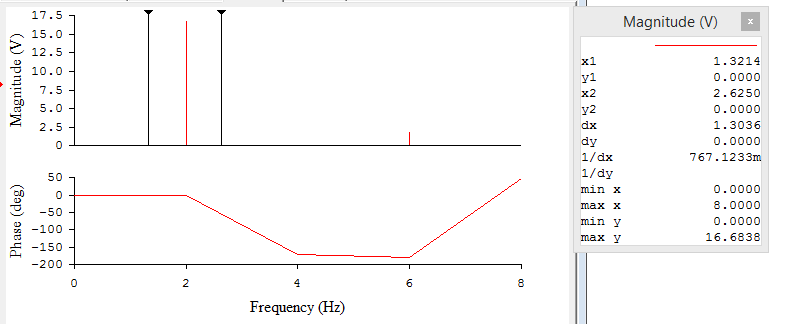 17.5
15.0
12.5
10.0
7.5
5.0
2.5
0
Magnitude (V)
50
0
-50
-100
-150
-200
Phase (deg)
0 2 4 6 8
Frequency (Hz)
Magnitude (V) x
x1 1.3214
y1 0.0000
x2 2.6250
y2 0.0000
dx 1.3036
dy 0.0000
1/dx 767.1233m
1/dy
min x 0.0000
max x 8.0000
min y 0.0000
max y 16.6838